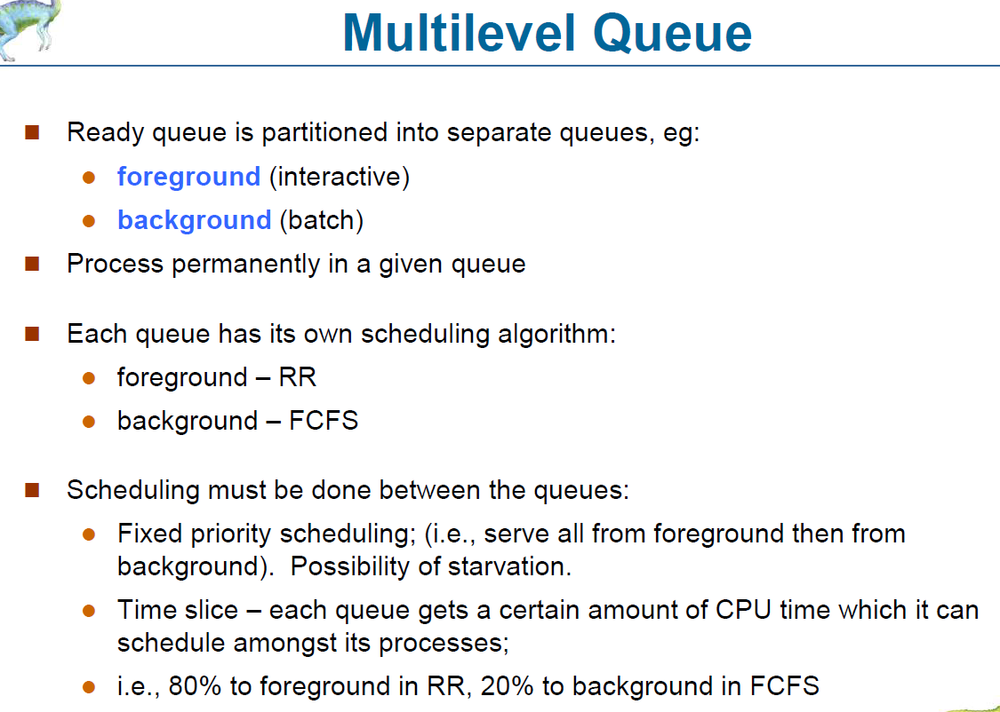 Multilevel Queue
Ready queue is partitioned into separate queues, eg:
foreground (interactive)
background (batch)
Process permanently in a given queue
Each queue has its own scheduling algorithm:
foreground – RR
background – FCFS
Scheduling must be done between the queues:
Fixed priority scheduling; (i.e., serve all from foreground then from
background).  Possibility of starvation.
Time slice – each queue gets a certain amount of CPU time which it can
schedule amongst its processes;
i.e., 80% to foreground in RR, 20% to background in FCFS